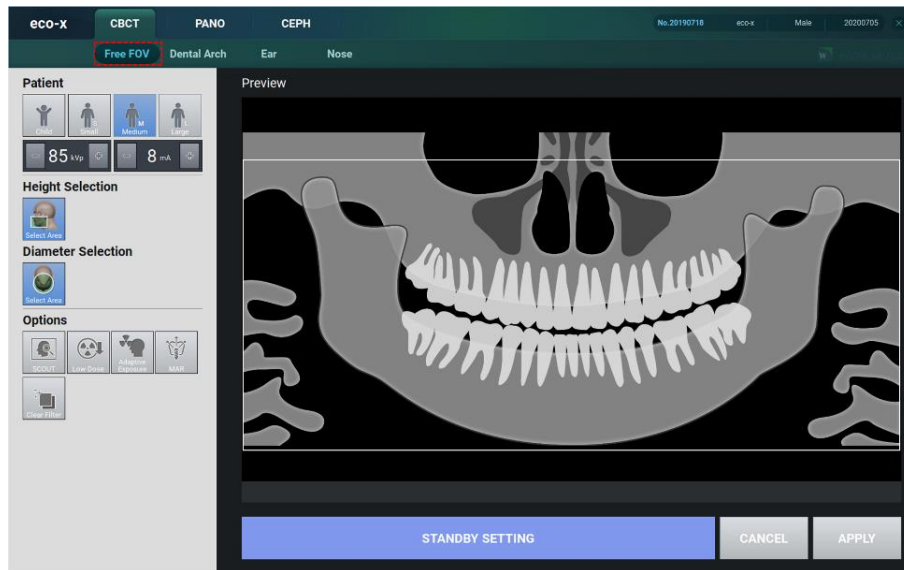 eco-x CBCT PANO CEPH No.20190718 eco-x Male 20200705
Free FOV Dental Arch Ear Nose
Patient
Child Small Medium Large
S M L
85 kVp 8 mA
Height Selection
Select Area
Diameter Selection
Select Area
Options
SCOUT Low Dose Adaptive Exposure MAR
Clear Filter
Preview
STANDBY SETTING CANCEL APPLY